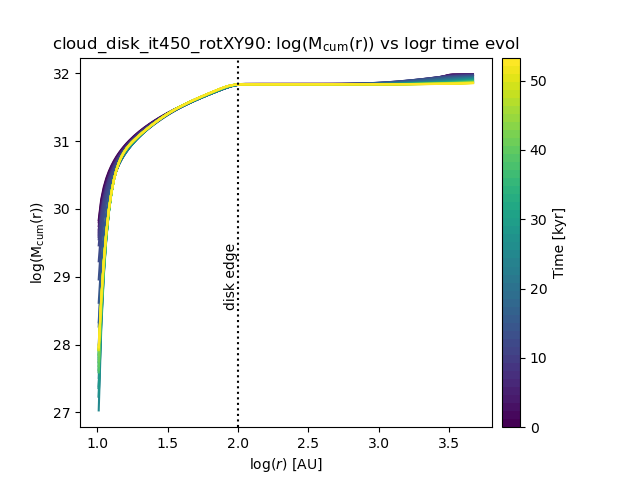 cloud_disk_it450_rotXY90: log(Mcum(r)) vs logr time evol
log(Mcum(r))
32
31
30
29
28
27
disk edge
1.0 1.5 2.0 2.5 3.0 3.5
log(r) [AU]
50
40
30
20
10
0
Time [kyr]